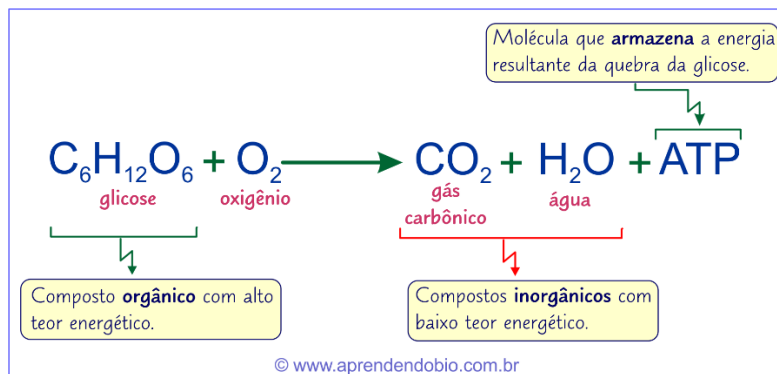 Molécula que armazena a energia
resultante da quebra da glicose.
C₆H₁₂O₆ + O₂ → CO₂ + H₂O + ATP
glicose oxigênio gás carbônico água
Composto orgânico com alto
teor energético.
Compostos inorgânicos com
baixo teor energético.
© www.aprendendobio.com.br